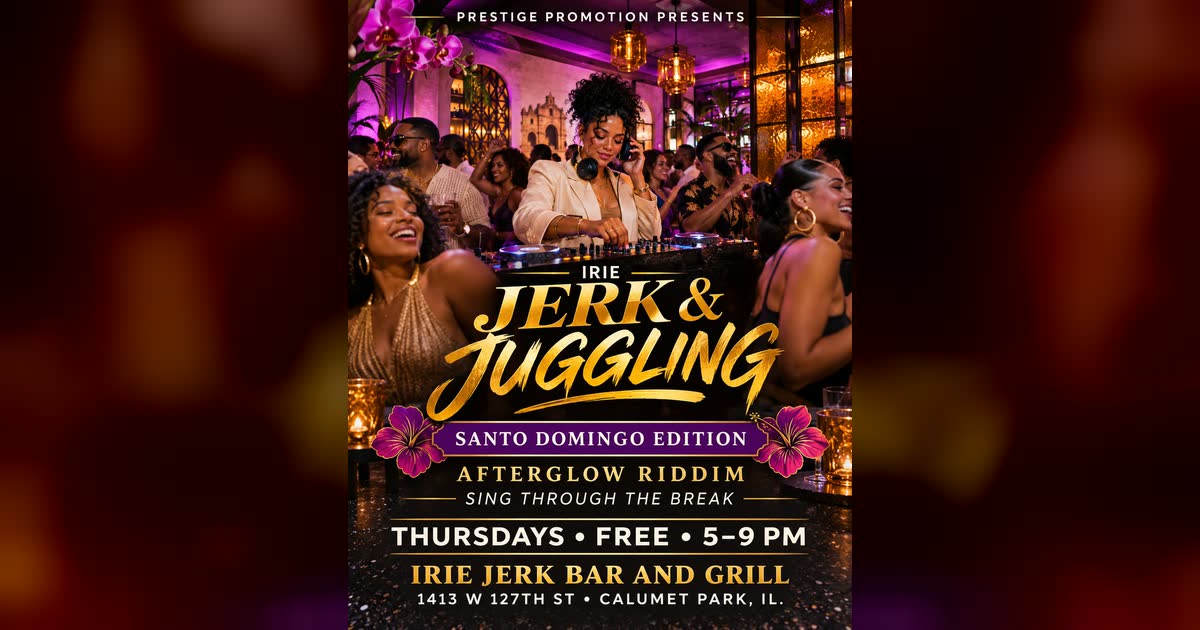 PRESTIGE PROMOTION PRESENTS
IRIE
JERK &
JUGGLING
SANTO DOMINGO EDITION
AFTERGLOW RIDDIM
SING THROUGH THE BREAK
THURSDAYS • FREE • 5–9 PM
IRIE JERK BAR AND GRILL
1413 W 127TH ST • CALUMET PARK, IL.